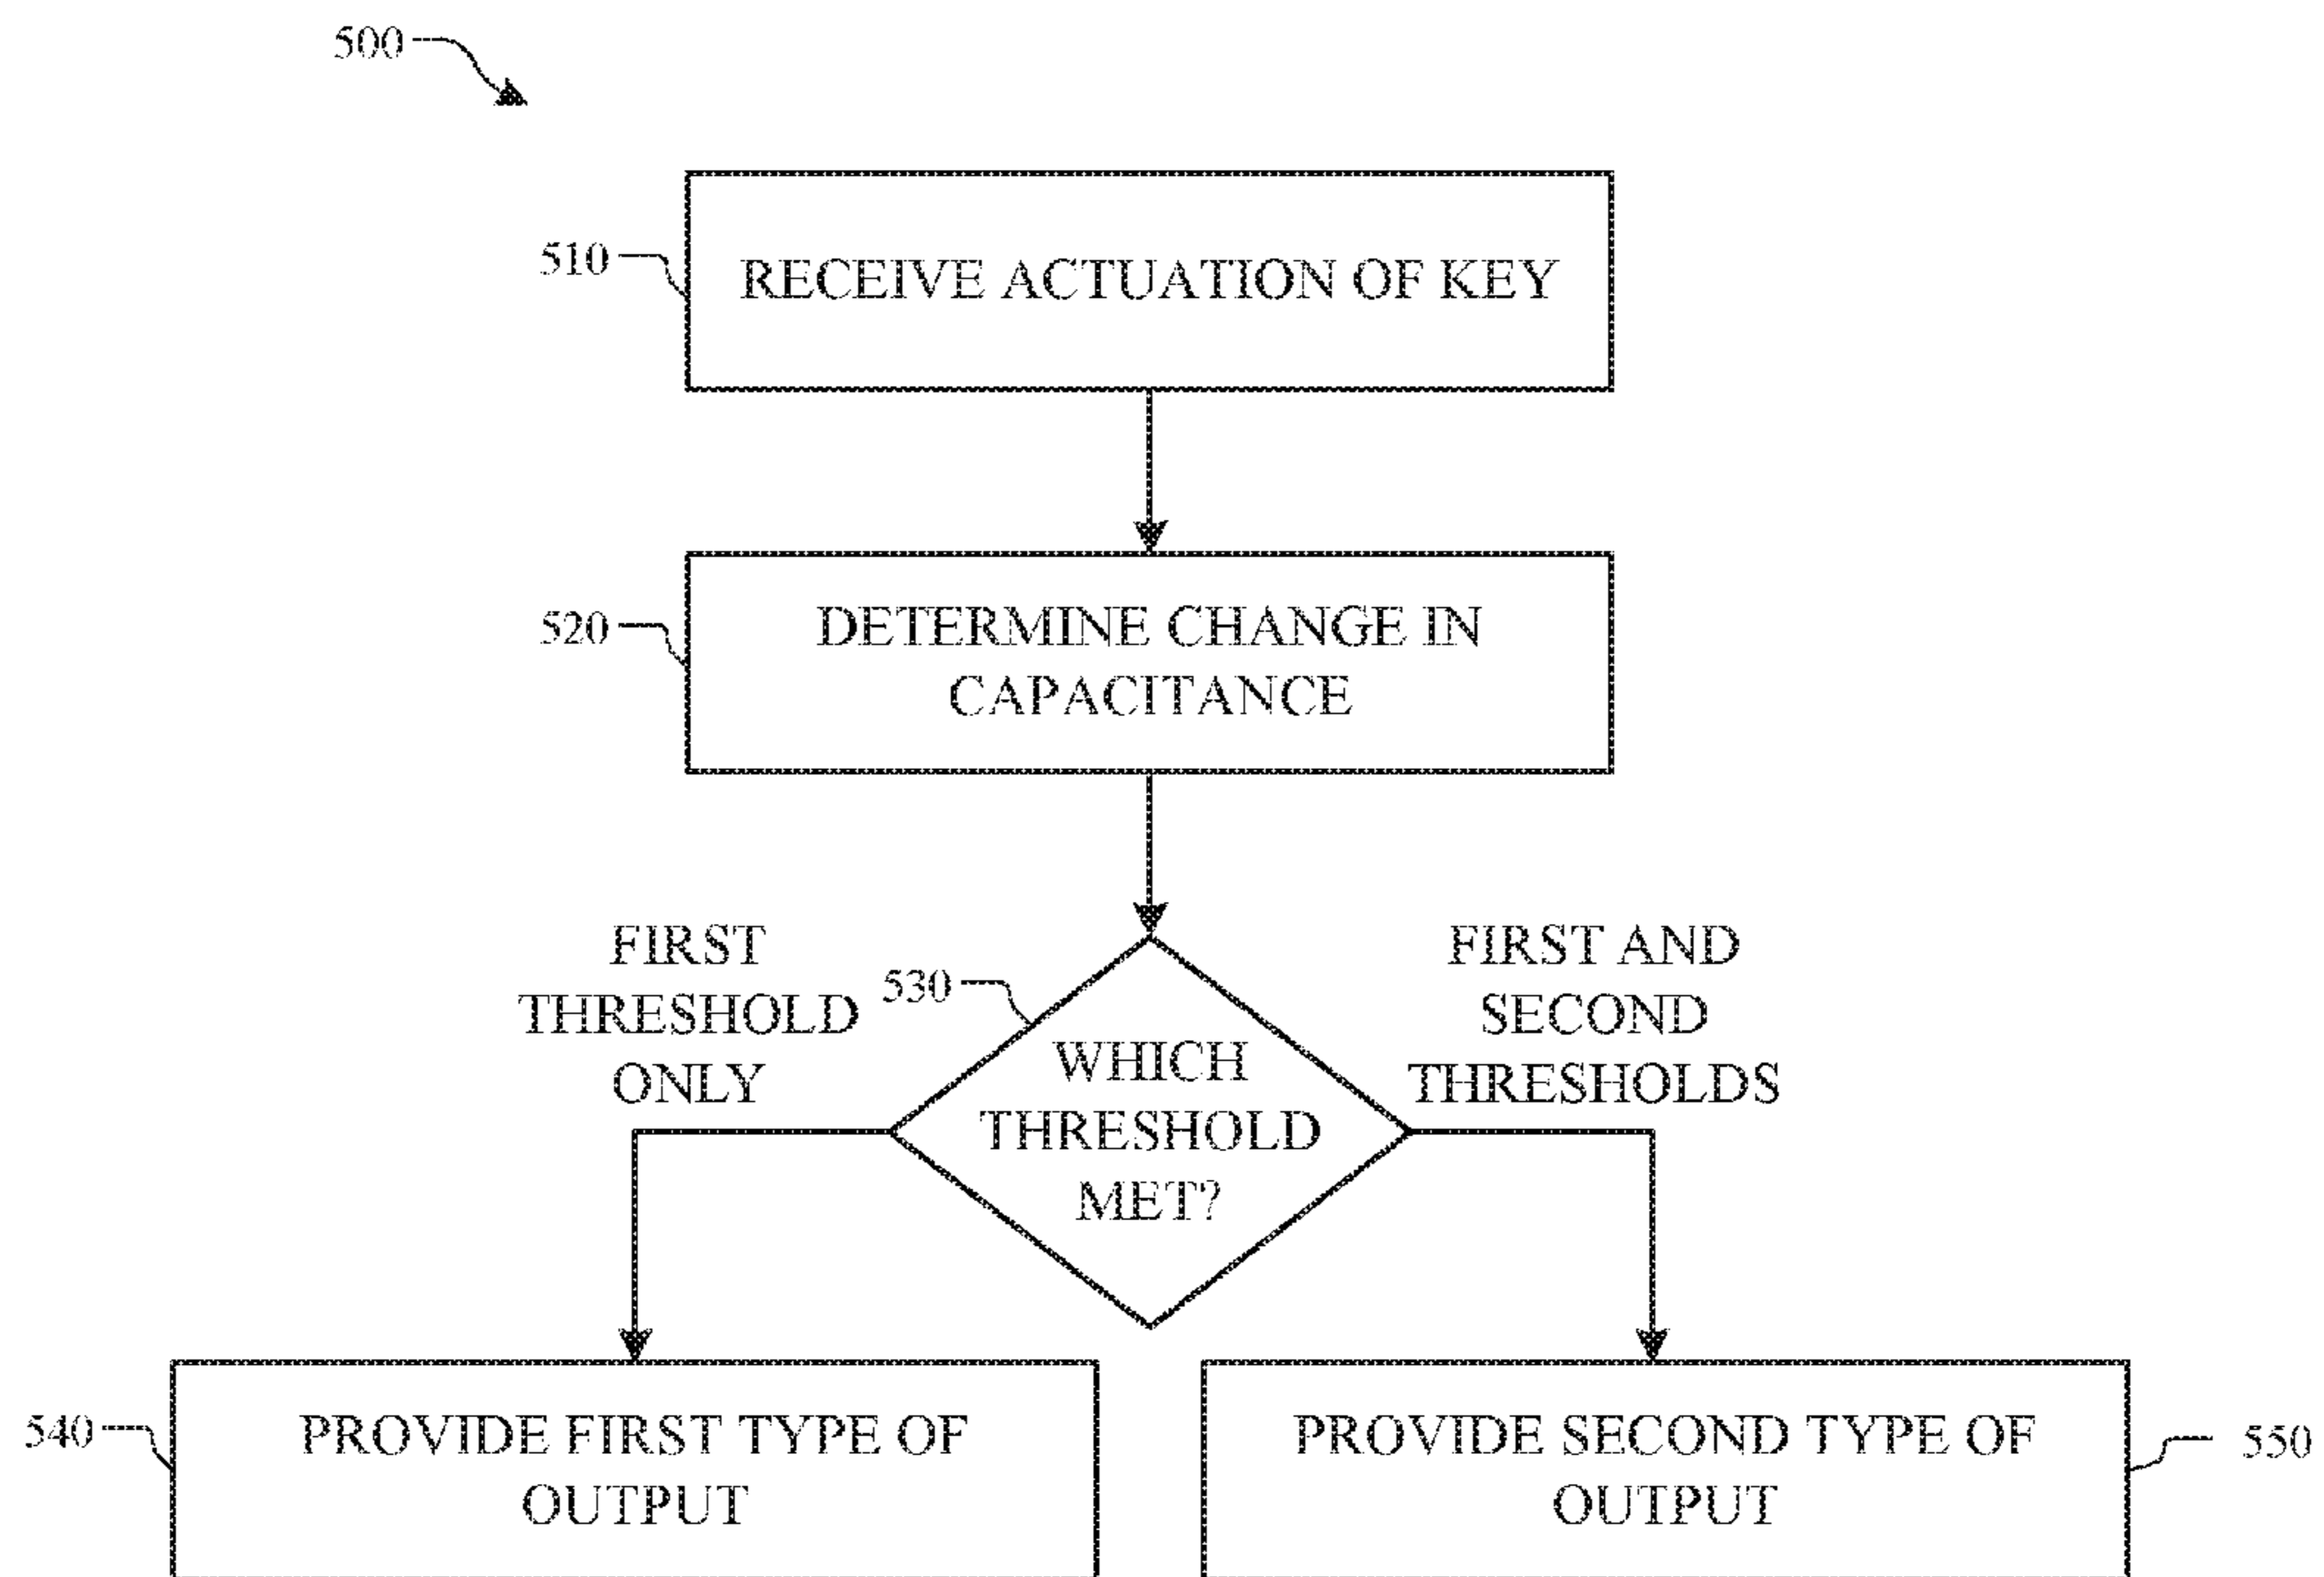 500
510
RECEIVE ACTUATION OF KEY
520
DETERMINE CHANGE IN
CAPACITANCE
FIRST
THRESHOLD
ONLY
530
WHICH
THRESHOLD
MET?
FIRST AND
SECOND
THRESHOLDS
540
PROVIDE FIRST TYPE OF
OUTPUT
PROVIDE SECOND TYPE OF
OUTPUT
550